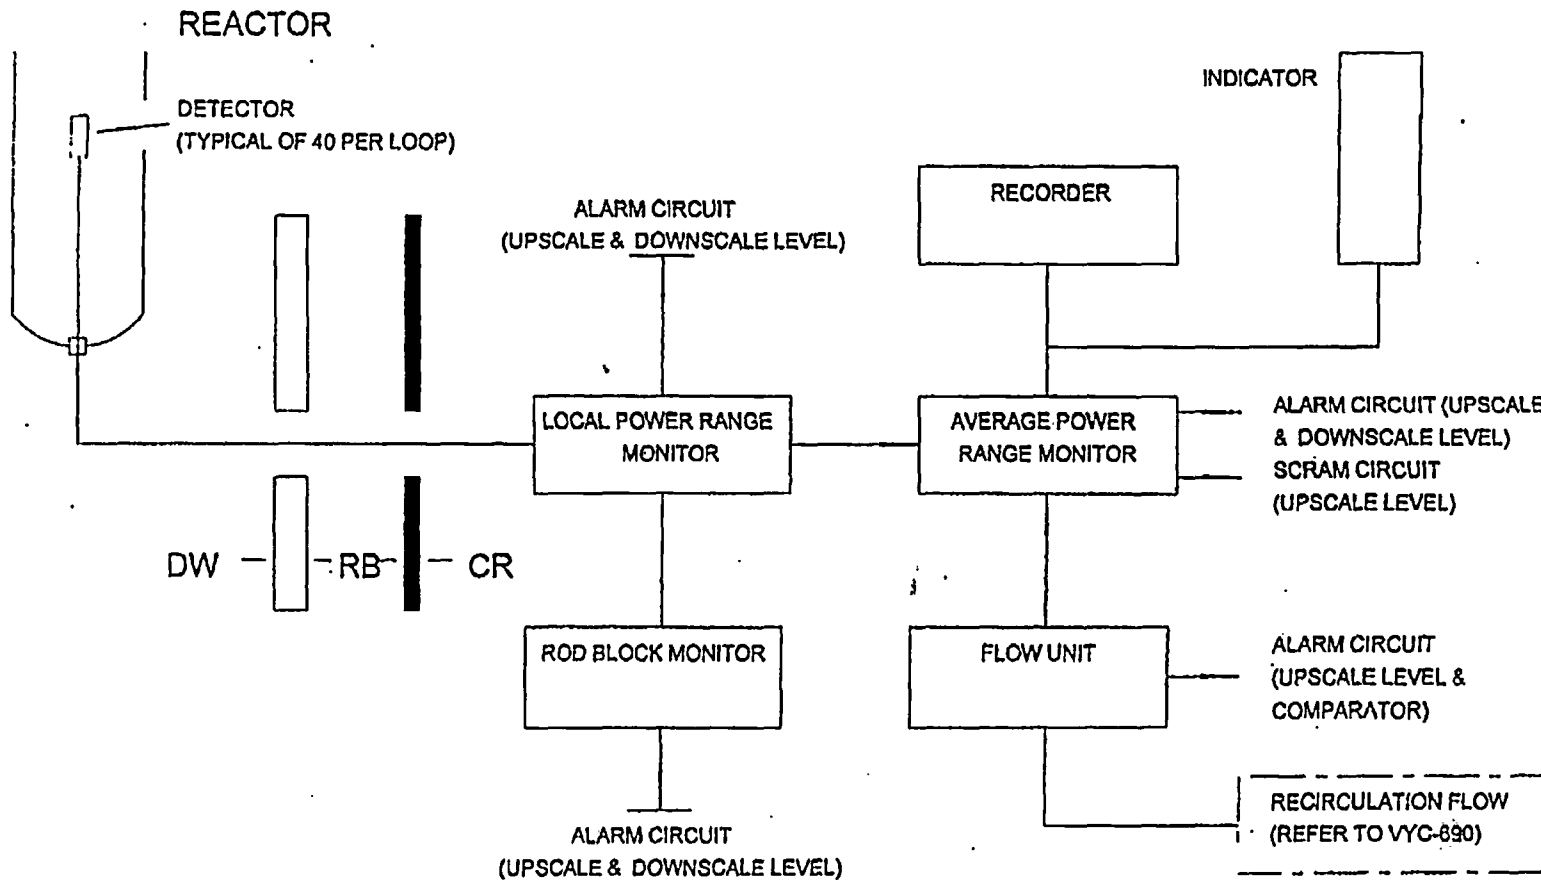 REACTOR
DETECTOR
(TYPICAL OF 40 PER LOOP)
INDICATOR
RECORDER
ALARM CIRCUIT
(UPSCALE & DOWNSCALE LEVEL)
LOCAL POWER RANGE
MONITOR
AVERAGE POWER
RANGE MONITOR
ALARM CIRCUIT (UPSCALE
& DOWNSCALE LEVEL)
SCRAM CIRCUIT
(UPSCALE LEVEL)
DW
RB
CR
ROD BLOCK MONITOR
FLOW UNIT
ALARM CIRCUIT
(UPSCALE LEVEL &
COMPARATOR)
RECIRCULATION FLOW
(REFER TO VYC-690)
ALARM CIRCUIT
(UPSCALE & DOWNSCALE LEVEL)